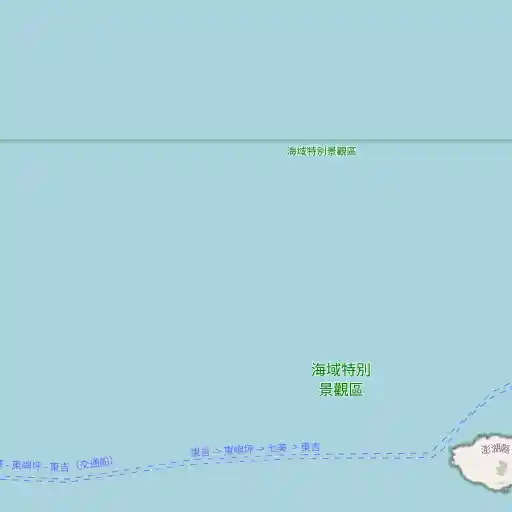 海域特別景觀區
海域特別
景觀區
東吉 -> 東嶼坪 -> 七美 -> 東吉
- 東嶼坪 - 東吉 (交通船)
澎湖縣